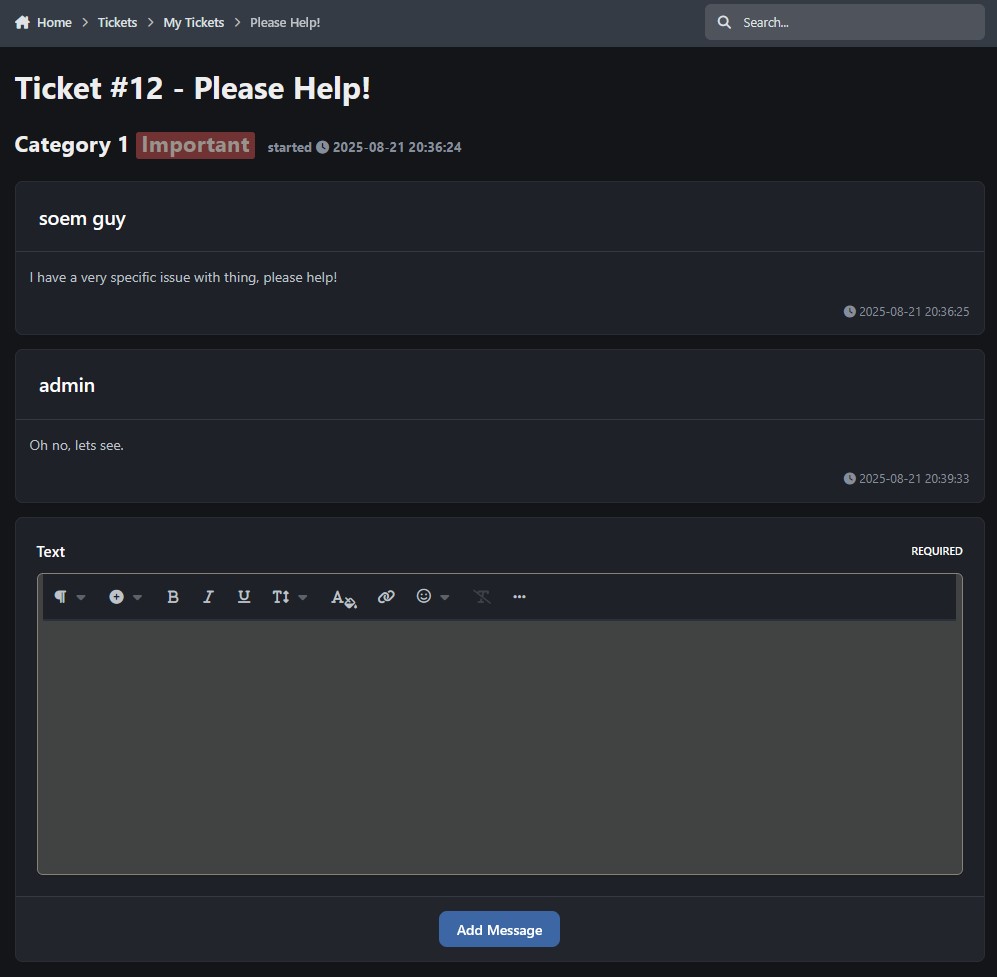 Home > Tickets > My Tickets > Please Help!
Search...
Ticket #12 - Please Help!
Category 1 Important started 2025-08-21 20:36:24
soem guy
I have a very specific issue with thing, please help!
2025-08-21 20:36:25
admin
Oh no, lets see.
2025-08-21 20:39:33
Text REQUIRED
Add Message